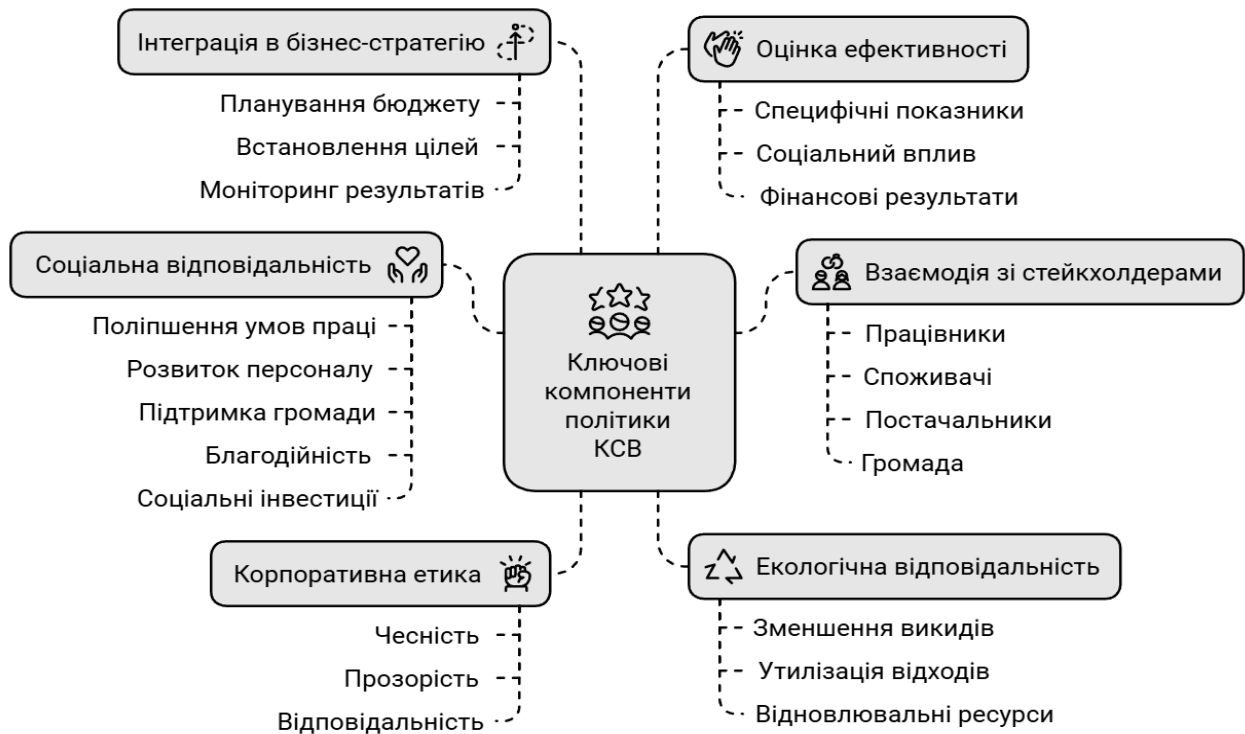 Інтеграція в бізнес-стратегію
Планування бюджету
Встановлення цілей
Моніторинг результатів
Соціальна відповідальність
Поліпшення умов праці
Розвиток персоналу
Підтримка громади
Благодійність
Соціальні інвестиції
Корпоративна етика
Чесність
Прозорість
Відповідальність
Ключові
компоненти
політики
КСВ
Оцінка ефективності
Специфічні показники
Соціальний вплив
Фінансові результати
Взаємодія зі стейкхолдерами
Працівники
Споживачі
Постачальники
Громада
Екологічна відповідальність
Зменшення викидів
Утилізація відходів
Відновлювальні ресурси